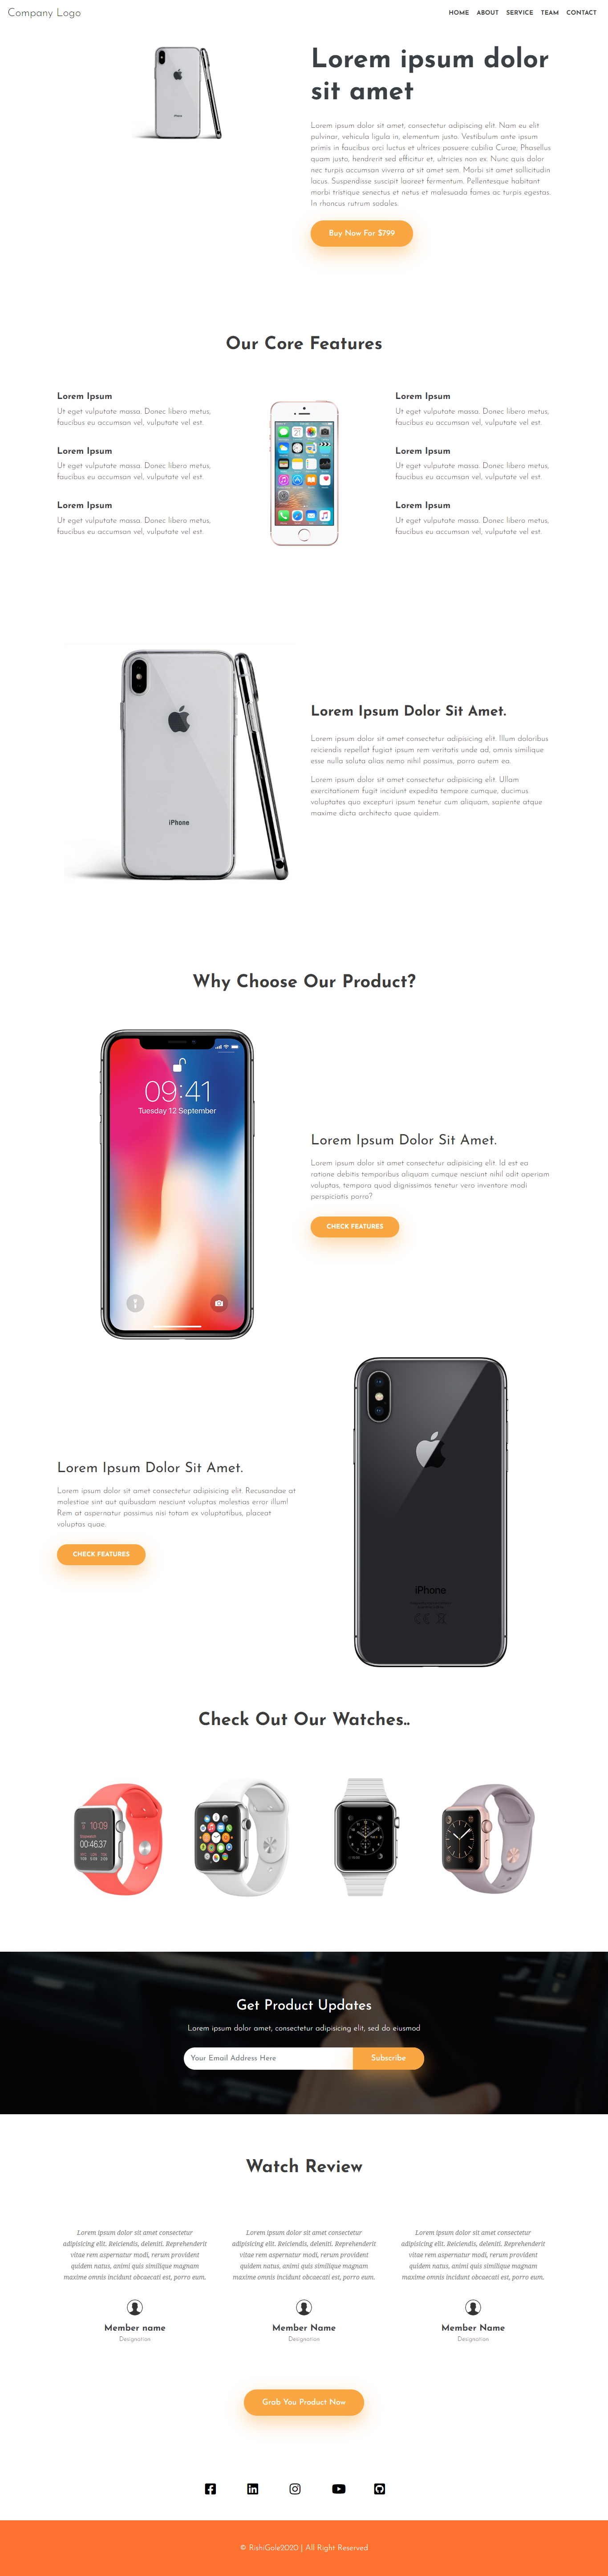 Company Logo
HOME ABOUT SERVICE TEAM CONTACT
Lorem ipsum dolor
sit amet
Lorem ipsum dolor sit amet, consectetur adipiscing elit. Nam eu elit
pulvinar, vehicula ligula in, elementum justo. Vestibulum ante ipsum
primis in faucibus orci luctus et ultrices posuere cubilia Curae; Phasellus
quam justo, hendrerit sed efficitur et, ultricies non ex. Nunc quis dolor
nec turpis accumsan viverra at sit amet sem. Morbi sit amet sollicitudin
lacus. Suspendisse suscipit laoreet fermentum. Pellentesque habitant
morbi tristique senectus et netus et malesuada fames ac turpis egestas.
In rhoncus rutrum sodales.
Buy Now For $799
Our Core Features
Lorem Ipsum
Ut eget vulputate massa. Donec libero metus,
faucibus eu accumsan vel, vulputate vel est.
Lorem Ipsum
Ut eget vulputate massa. Donec libero metus,
faucibus eu accumsan vel, vulputate vel est.
Lorem Ipsum
Ut eget vulputate massa. Donec libero metus,
faucibus eu accumsan vel, vulputate vel est.
Lorem Ipsum
Ut eget vulputate massa. Donec libero metus,
faucibus eu accumsan vel, vulputate vel est.
Lorem Ipsum
Ut eget vulputate massa. Donec libero metus,
faucibus eu accumsan vel, vulputate vel est.
Lorem Ipsum
Ut eget vulputate massa. Donec libero metus,
faucibus eu accumsan vel, vulputate vel est.
iPhone
Lorem Ipsum Dolor Sit Amet.
Lorem ipsum dolor sit amet consectetur adipisicing elit. Illum doloribus
reiciendis repellat fugiat ipsum rem veritatis unde ad, omnis similique
esse nulla soluta alias nemo nihil possimus, porro autem ea.
Lorem ipsum dolor sit amet consectetur adipisicing elit. Ullam
exercitationem fugit incidunt expedita tempore cumque, ducimus
voluptates quo excepturi ipsum tenetur cum aliquam, sapiente atque
maxime dicta architecto quae quidem.
Why Choose Our Product?
09:41
Tuesday 12 September
Lorem Ipsum Dolor Sit Amet.
Lorem ipsum dolor sit amet consectetur adipisicing elit. Id est ea
ratione debitis temporibus aliquam cumque nesciunt nihil odit aperiam
voluptas, tempora quod dignissimos tenetur vero inventore modi
perspiciatis porro?
CHECK FEATURES
Lorem Ipsum Dolor Sit Amet.
Lorem ipsum dolor sit amet consectetur adipisicing elit. Recusandae at
molestiae sint aut quibusdam nesciunt voluptas molestias error illum!
Rem at aspernatur possimus nisi totam ex voluptatibus, placeat
voluptas quae.
CHECK FEATURES
iPhone
Check Out Our Watches..
10:09
00:46.37
Get Product Updates
Lorem ipsum dolor amet, consectetur adipisicing elit, sed do eiusmod
Your Email Address Here
Subscribe
Watch Review
Lorem ipsum dolor sit amet consectetur
adipisicing elit. Reiciendis, deleniti. Reprehenderit
vitae rem aspernatur modi, rerum provident
quidem natus, animi quis similique magnam
maxime omnis incidunt obcaecati est, porro eum.
Member name
Designation
Lorem ipsum dolor sit amet consectetur
adipisicing elit. Reiciendis, deleniti. Reprehenderit
vitae rem aspernatur modi, rerum provident
quidem natus, animi quis similique magnam
maxime omnis incidunt obcaecati est, porro eum.
Member Name
Designation
Lorem ipsum dolor sit amet consectetur
adipisicing elit. Reiciendis, deleniti. Reprehenderit
vitae rem aspernatur modi, rerum provident
quidem natus, animi quis similique magnam
maxime omnis incidunt obcaecati est, porro eum.
Member Name
Designation
Grab You Product Now
© RishiGole2020 | All Right Reserved